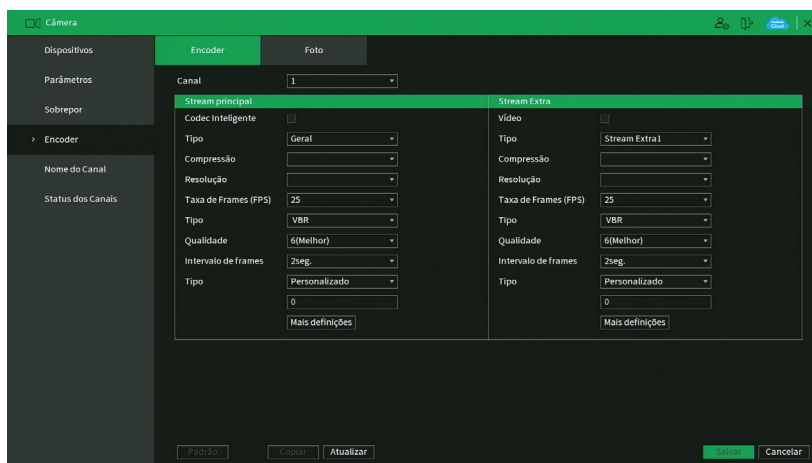 Câmera
Dispositivos
Parâmetros
Sobrepor
Encoder
Nome do Canal
Status dos Canais
Encoder Foto
Canal 1
Stream principal
Codec Inteligente
Tipo Geral
Compressão
Resolução
Taxa de Frames (FPS) 25
Tipo VBR
Qualidade 6(Melhor)
Intervalo de frames 2seg.
Tipo Personalizado
0
Mais definições
Stream Extra
Vídeo
Tipo Stream Extra1
Compressão
Resolução
Taxa de Frames (FPS) 25
Tipo VBR
Qualidade 6(Melhor)
Intervalo de frames 2seg.
Tipo Personalizado
0
Mais definições
Padrão Copiar Atualizar Salvar Cancelar